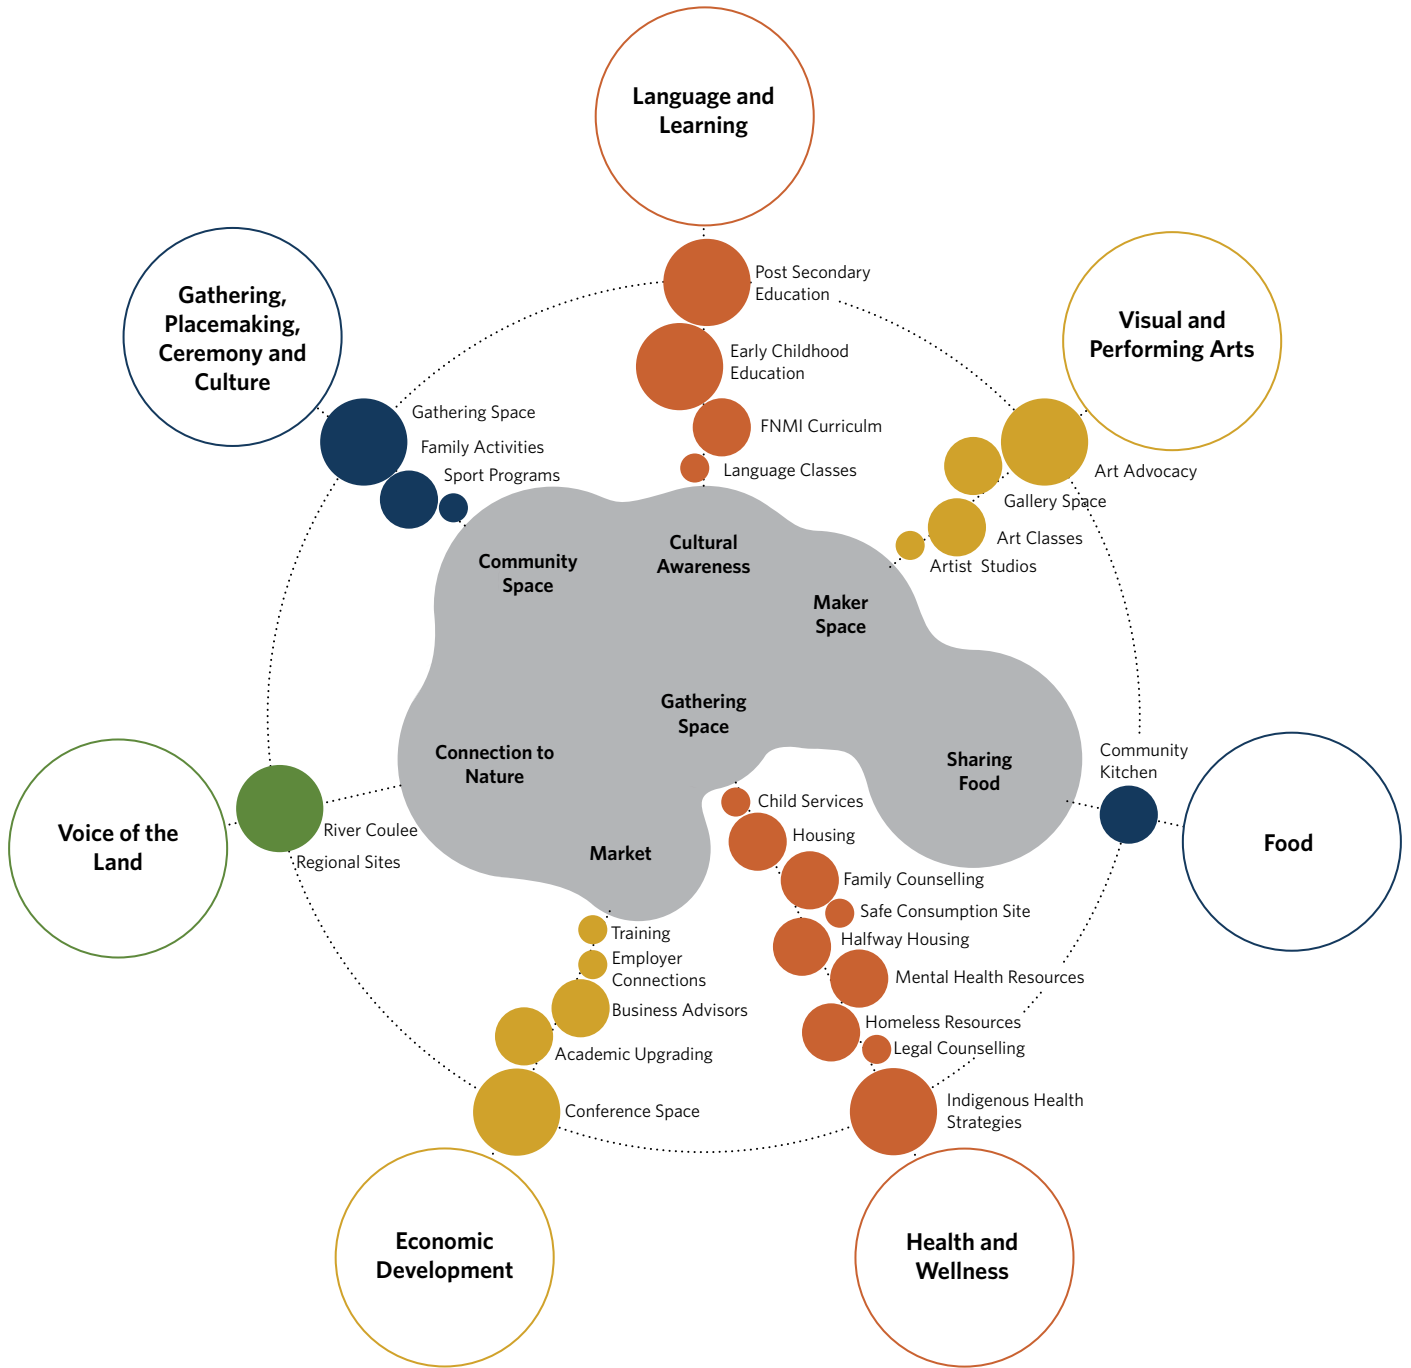 Language and
Learning
Post Secondary
Education
Early Childhood
Education
FNMI Curriculm
Language Classes
Gathering,
Placemaking,
Ceremony and
Culture
Gathering Space
Family Activities
Sport Programs
Visual and
Performing Arts
Art Advocacy
Gallery Space
Art Classes
Artist Studios
Community
Space
Cultural
Awareness
Maker
Space
Gathering
Space
Connection to
Nature
Sharing
Food
Market
Voice of the
Land
River Coulee
Regional Sites
Community
Kitchen
Food
Child Services
Housing
Family Counselling
Safe Consumption Site
Halfway Housing
Mental Health Resources
Homeless Resources
Legal Counselling
Indigenous Health
Strategies
Training
Employer
Connections
Business Advisors
Academic Upgrading
Conference Space
Economic
Development
Health and
Wellness